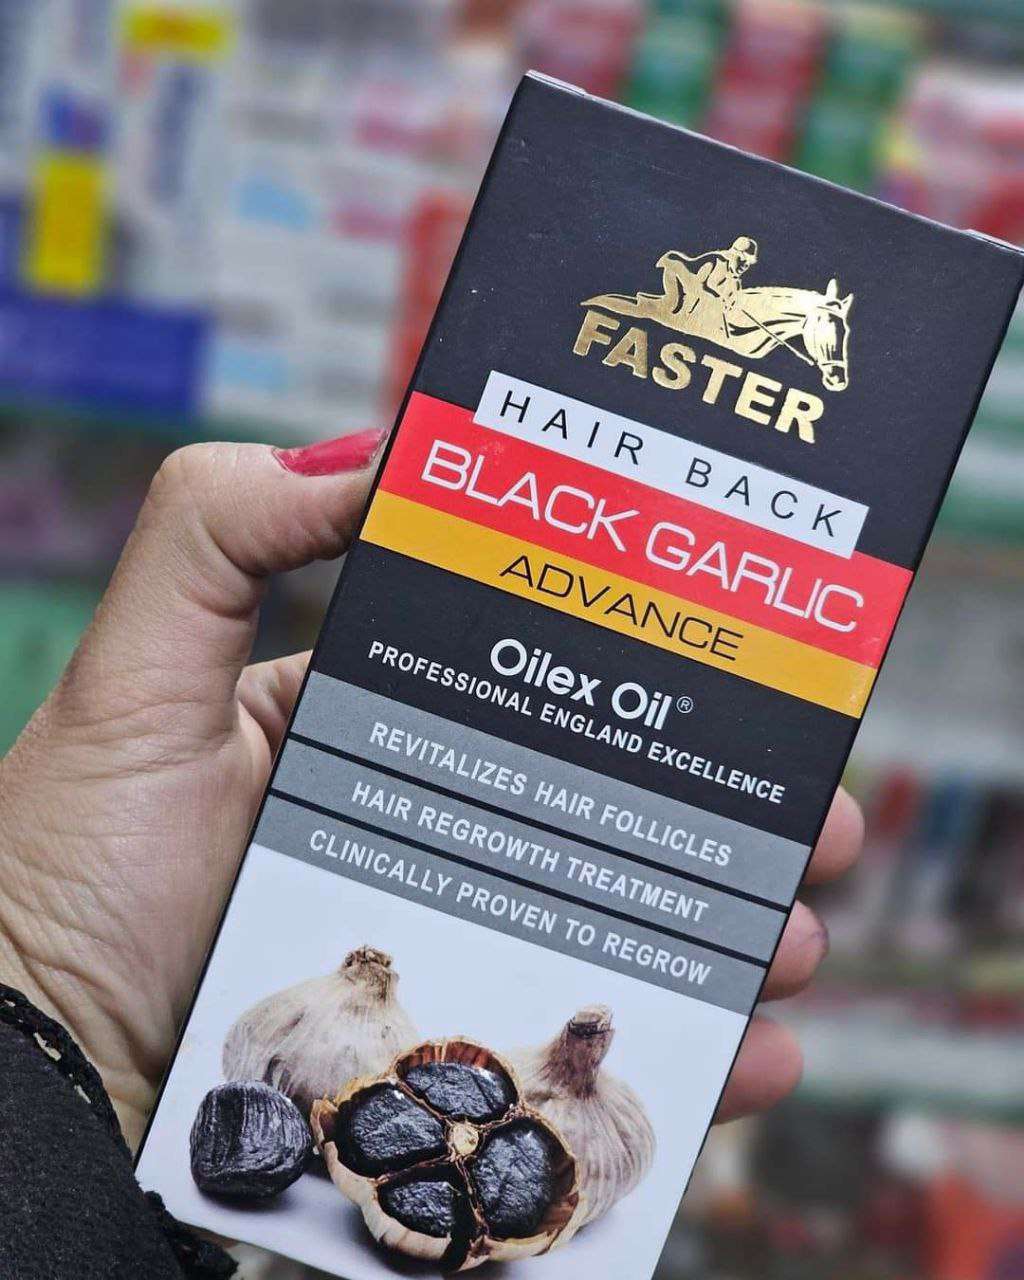 FASTER
HAIR BACK
BLACK GARLIC
ADVANCE
Oilex Oil®
PROFESSIONAL ENGLAND EXCELLENCE
REVITALIZES HAIR FOLLICLES
HAIR REGROWTH TREATMENT
CLINICALLY PROVEN TO REGROW